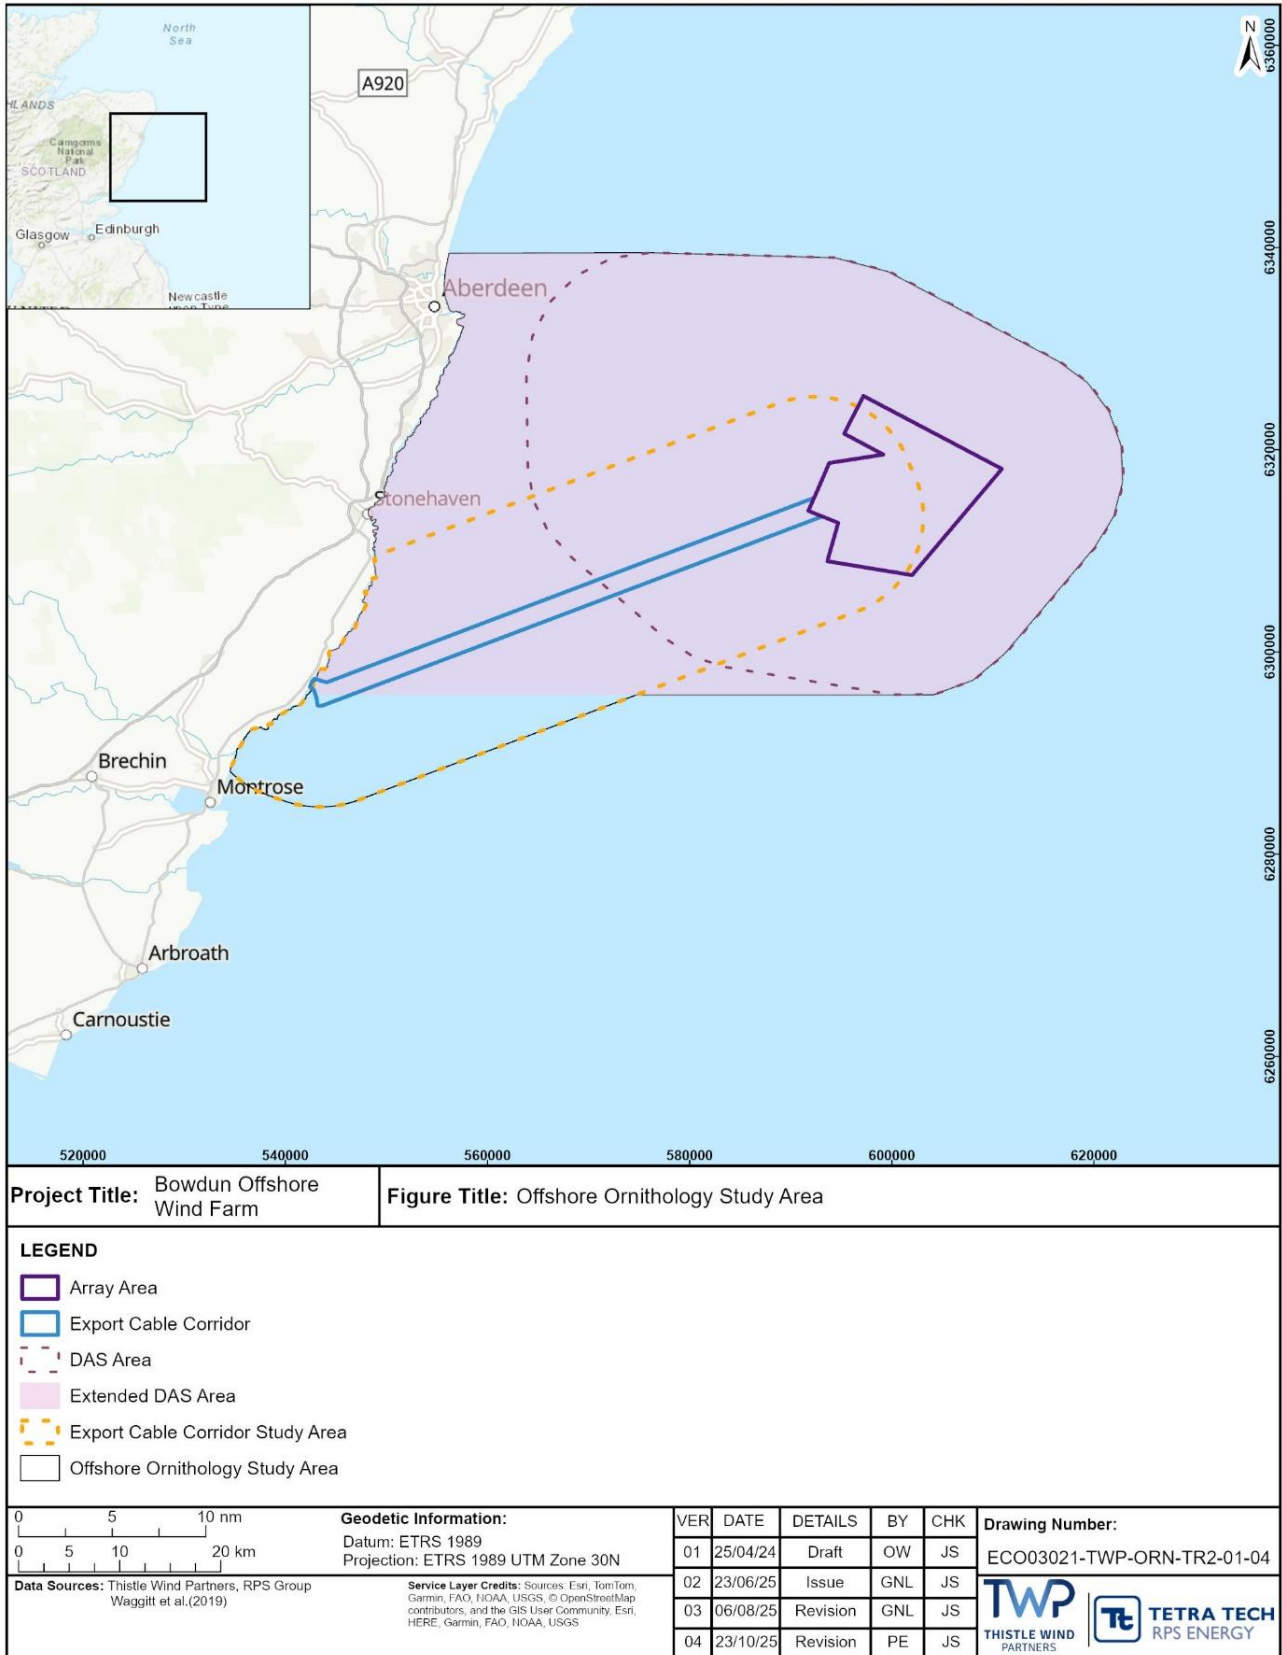 North
Sea
HLANDS
Cairngorms
National
Park
SCOTLAND
Glasgow
Edinburgh
Newcastle
upon Tyne
A920
N
6360000
Aberdeen
6340000
Stonehaven
6320000
6300000
Brechin
Montrose
6280000
Arbroath
Carnoustie
6260000
520000 540000 560000 580000 600000 620000
Project Title: Bowdun Offshore
Wind Farm
Figure Title: Offshore Ornithology Study Area
LEGEND
Array Area
Export Cable Corridor
DAS Area
Extended DAS Area
Export Cable Corridor Study Area
Offshore Ornithology Study Area
0 5 10 nm
0 5 10 20 km
Geodetic Information:
Datum: ETRS 1989
Projection: ETRS 1989 UTM Zone 30N
Data Sources: Thistle Wind Partners, RPS Group
Waggitt et al.(2019)
Service Layer Credits: Sources: Esri, TomTom,
Garmin, FAO, NOAA, USGS, © OpenStreetMap
contributors, and the GIS User Community, Esri,
HERE, Garmin, FAO, NOAA, USGS
VER DATE DETAILS BY CHK
01 25/04/24 Draft OW JS
02 23/06/25 Issue GNL JS
03 06/08/25 Revision GNL JS
04 23/10/25 Revision PE JS
Drawing Number:
ECO03021-TWP-ORN-TR2-01-04
TWP
THISTLE WIND
PARTNERS
Tt
TETRA TECH
RPS ENERGY